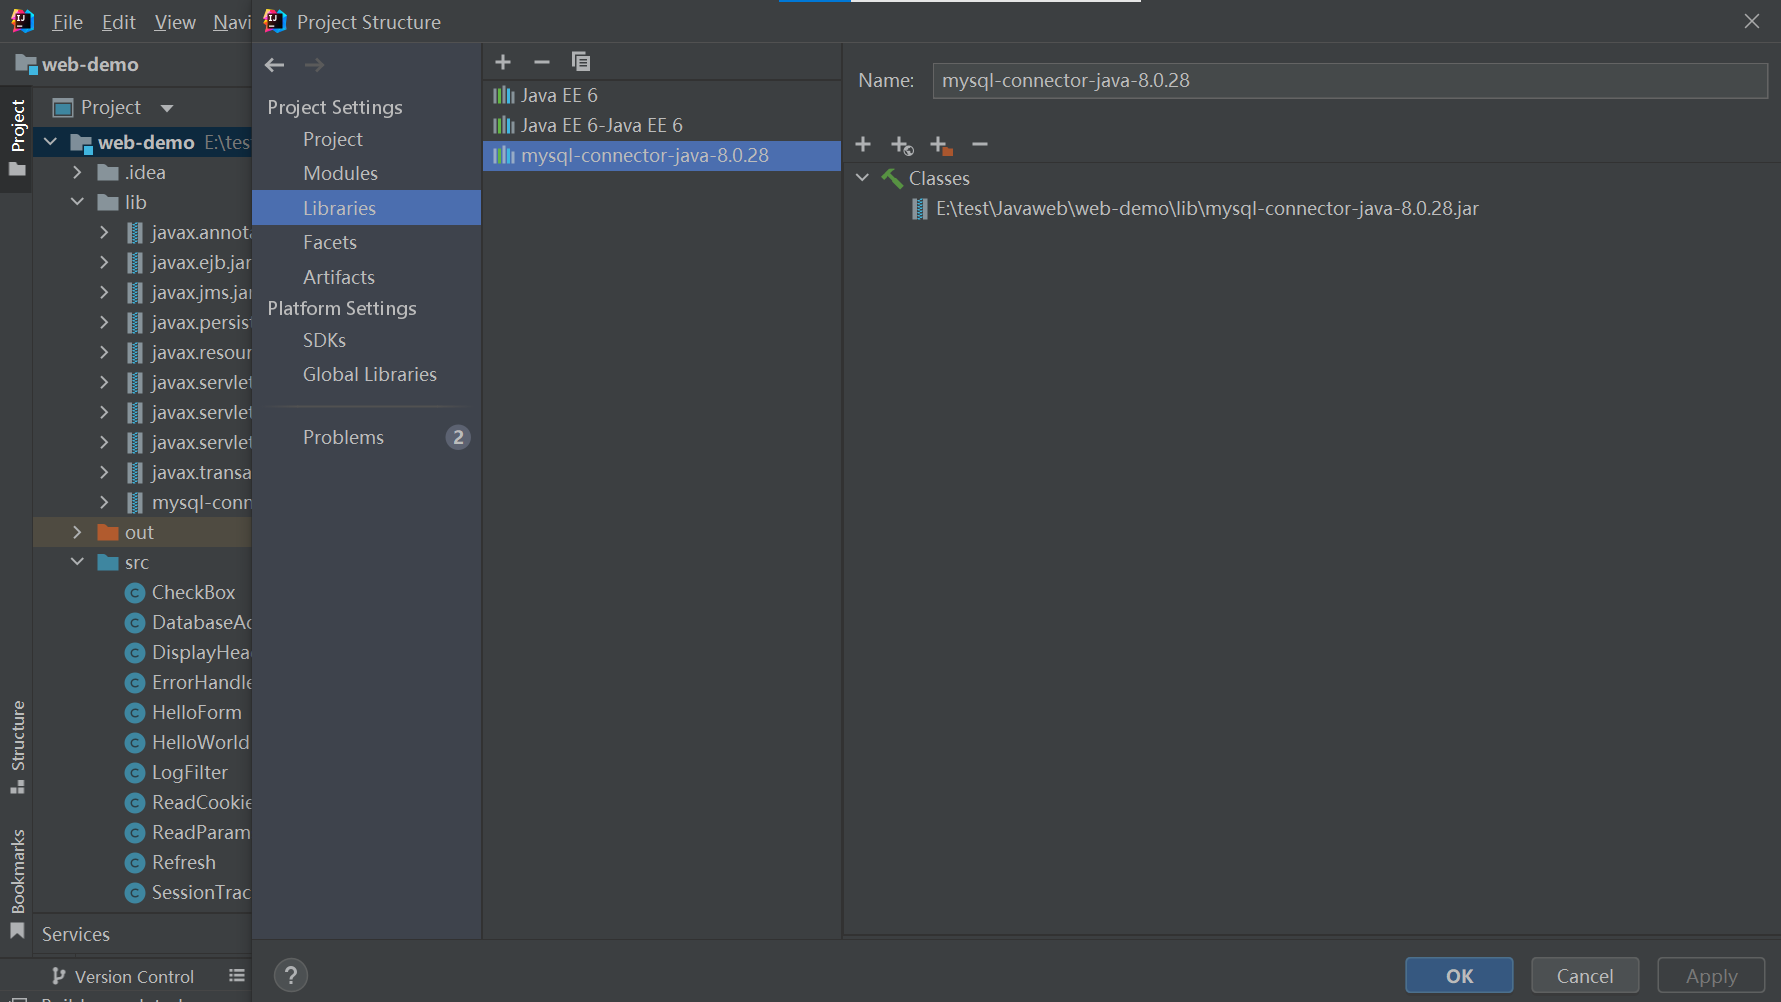 File Edit View Navi
Project Structure
web-demo
Project
Project
web-demo E:\tes
.idea
lib
javax.annota
javax.ejb.jar
javax.jms.jar
javax.persist
javax.resour
javax.servlet
javax.servlet
javax.servlet
javax.transa
mysql-conn
out
src
CheckBox
DatabaseAc
DisplayHead
ErrorHandle
HelloForm
HelloWorld
LogFilter
ReadCookie
ReadParam
Refresh
SessionTrac
Structure
Bookmarks
Services
Version Control
Project Settings
Project
Modules
Libraries
Facets
Artifacts
Platform Settings
SDKs
Global Libraries
Problems 2
Java EE 6
Java EE 6-Java EE 6
mysql-connector-java-8.0.28
Name: mysql-connector-java-8.0.28
Classes
E:\test\Javaweb\web-demo\lib\mysql-connector-java-8.0.28.jar
?
OK Cancel Apply